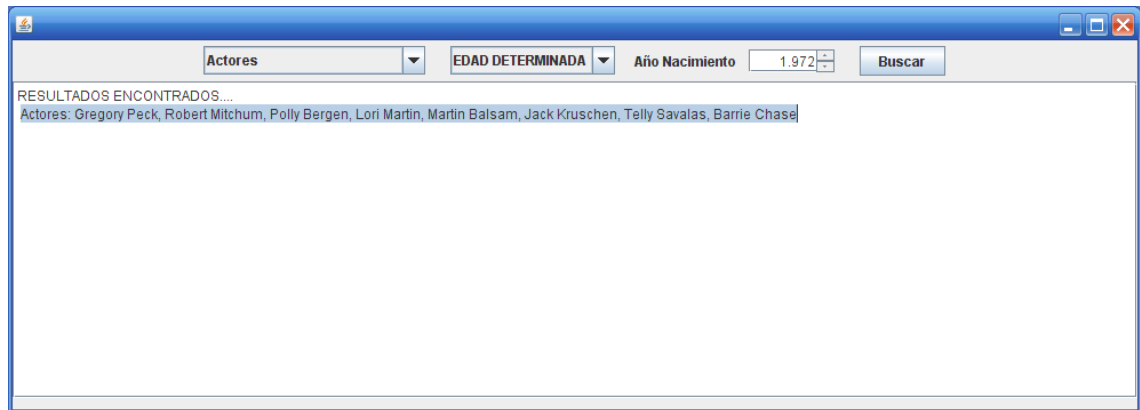 Actores EDAD DETERMINADA Año Nacimiento 1.972 Buscar
RESULTADOS ENCONTRADOS....
Actores: Gregory Peck, Robert Mitchum, Polly Bergen, Lori Martin, Martin Balsam, Jack Kruschen, Telly Savalas, Barrie Chase